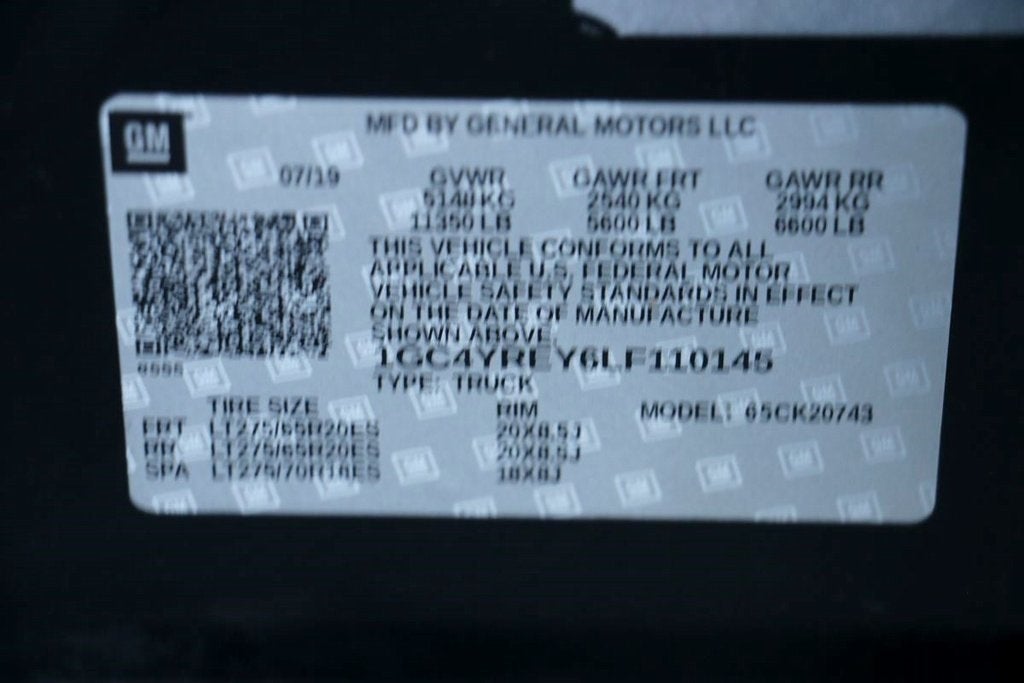 GM
MFD BY GENERAL MOTORS LLC
07/19 GVWR GAWR FRT GAWR RR
5148 KG 2540 KG 2994 KG
11350 LB 5600 LB 6600 LB
THIS VEHICLE CONFORMS TO ALL
APPLICABLE U.S. FEDERAL MOTOR
VEHICLE SAFETY STANDARDS IN EFFECT
ON THE DATE OF MANUFACTURE
SHOWN ABOVE.
1GC4YREY6LF110145
TYPE: TRUCK
TIRE SIZE RIM MODEL: 65CK20743
FRT LT275/65R20ES 20X8.5J
RR LT275/65R20ES 20X8.5J
SPA LT275/70R18ES 18X8J